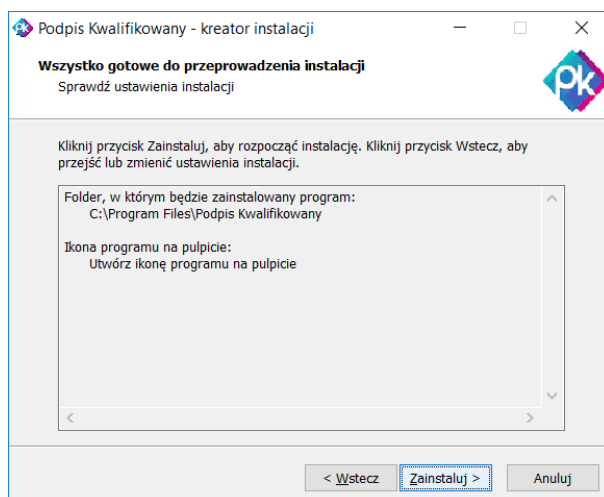 Podpis Kwalifikowany - kreator instalacji
Wszystko gotowe do przeprowadzenia instalacji
Sprawdź ustawienia instalacji
pk
Kliknij przycisk Zainstaluj, aby rozpocząć instalację. Kliknij przycisk Wstecz, aby
przejść lub zmienić ustawienia instalacji.
Folder, w którym będzie zainstalowany program:
C:\Program Files\Podpis Kwalifikowany
Ikona programu na pulpicie:
Utwórz ikonę programu na pulpicie
< Wstecz
Zainstaluj >
Anuluj